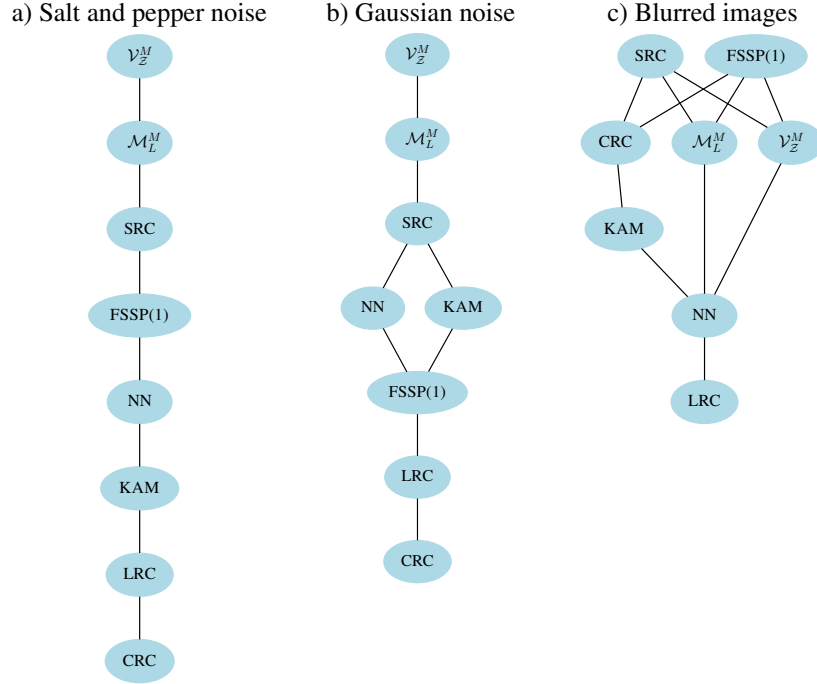 a) Salt and pepper noise
𝒱_𝒵^M
ℳ_L^M
SRC
FSSP(1)
NN
KAM
LRC
CRC
b) Gaussian noise
𝒱_𝒵^M
ℳ_L^M
SRC
NN KAM
FSSP(1)
LRC
CRC
c) Blurred images
SRC FSSP(1)
CRC ℳ_L^M 𝒱_𝒵^M
KAM
NN
LRC